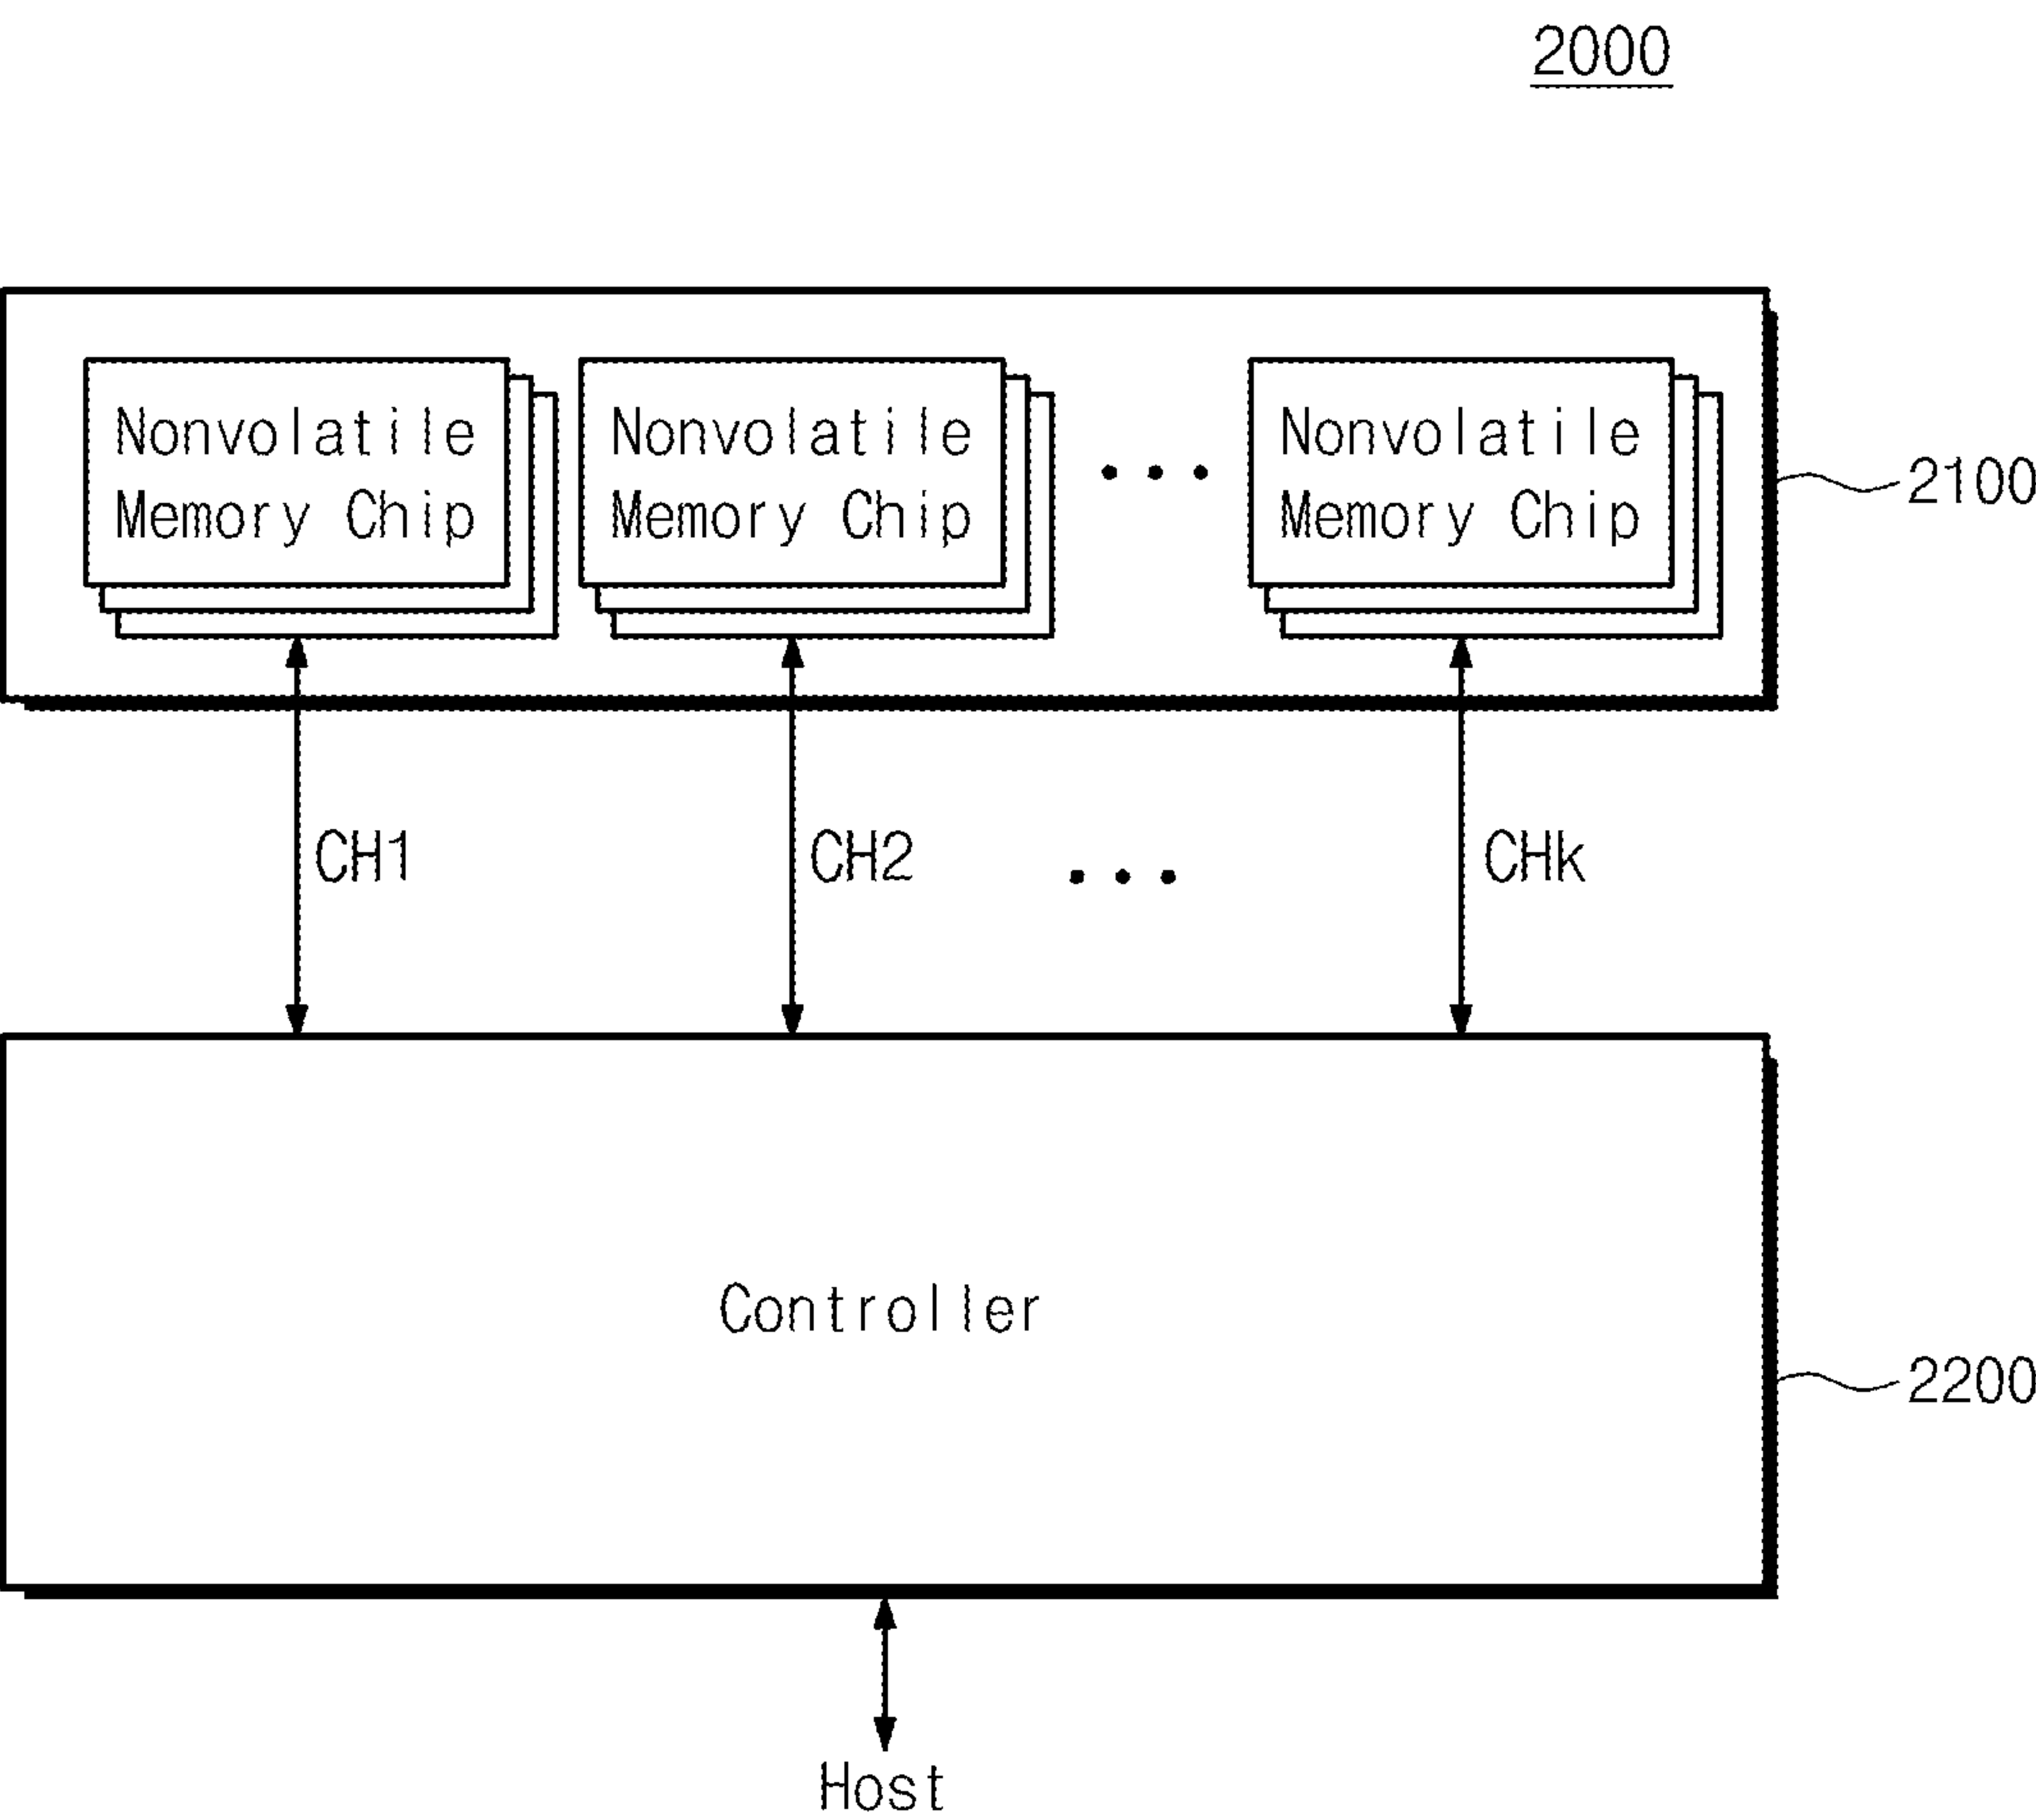 2000
Nonvolatile
Memory Chip
Nonvolatile
Memory Chip
• • •
Nonvolatile
Memory Chip
2100
CH1
CH2
• • •
CHk
Controller
2200
Host